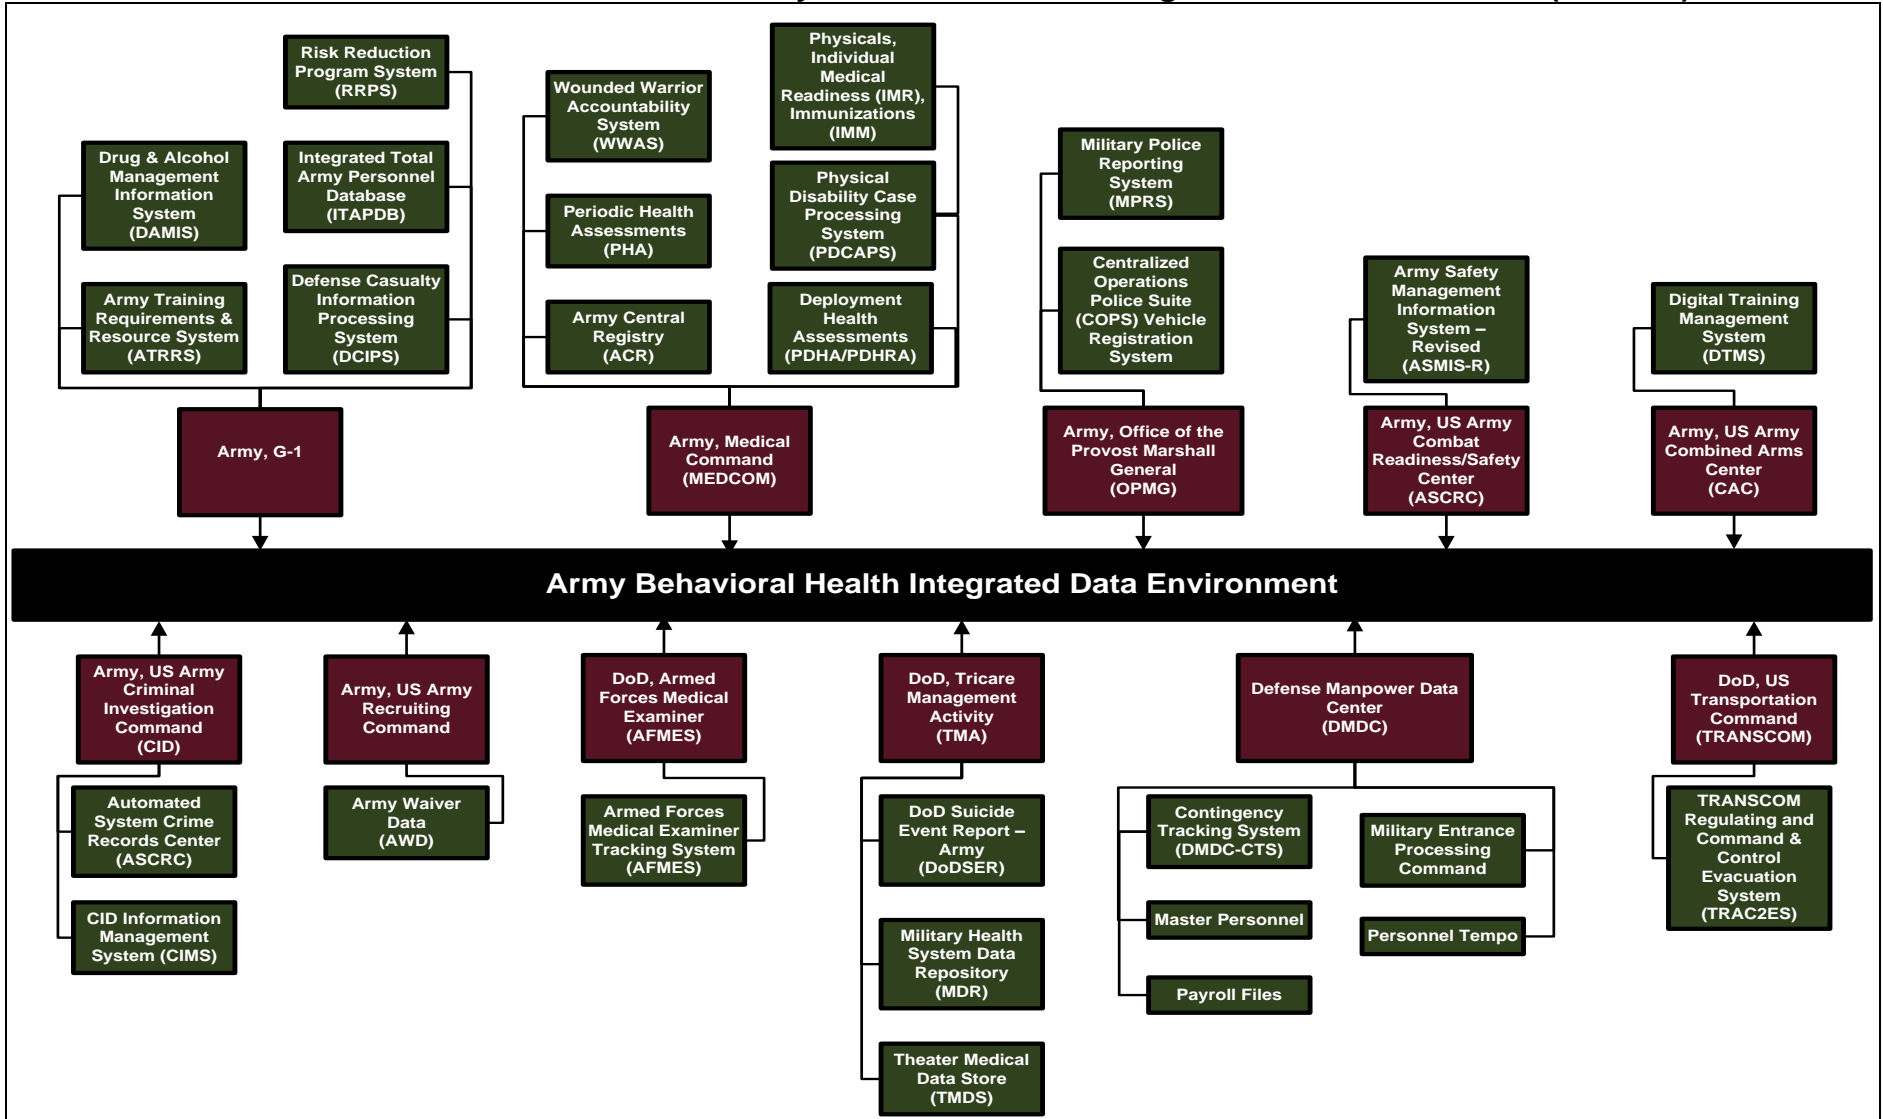 Risk Reduction
Program System
(RRPS)
Drug & Alcohol
Management
Information
System
(DAMIS)
Integrated Total
Army Personnel
Database
(ITAPDB)
Army Training
Requirements &
Resource System
(ATRRS)
Defense Casualty
Information
Processing
System
(DCIPS)
Wounded Warrior
Accountability
System
(WWAS)
Physicals,
Individual
Medical
Readiness (IMR),
Immunizations
(IMM)
Periodic Health
Assessments
(PHA)
Physical
Disability Case
Processing
System
(PDCAPS)
Army Central
Registry
(ACR)
Deployment
Health
Assessments
(PDHA/PDHRA)
Military Police
Reporting
System
(MPRS)
Centralized
Operations
Police Suite
(COPS) Vehicle
Registration
System
Army Safety
Management
Information
System –
Revised
(ASMIS-R)
Digital Training
Management
System
(DTMS)
Army, G-1
Army, Medical
Command
(MEDCOM)
Army, Office of the
Provost Marshall
General
(OPMG)
Army, US Army
Combat
Readiness/Safety
Center
(ASCRC)
Army, US Army
Combined Arms
Center
(CAC)
Army Behavioral Health Integrated Data Environment
Army, US Army
Criminal
Investigation
Command
(CID)
Army, US Army
Recruiting
Command
DoD, Armed
Forces Medical
Examiner
(AFMES)
DoD, Tricare
Management
Activity
(TMA)
Defense Manpower Data
Center
(DMDC)
DoD, US
Transportation
Command
(TRANSCOM)
Automated
System Crime
Records Center
(ASCRC)
CID Information
Management
System (CIMS)
Army Waiver
Data
(AWD)
Armed Forces
Medical Examiner
Tracking System
(AFMES)
DoD Suicide
Event Report –
Army
(DoDSER)
Military Health
System Data
Repository
(MDR)
Theater Medical
Data Store
(TMDS)
Contingency
Tracking System
(DMDC-CTS)
Master Personnel
Payroll Files
Military Entrance
Processing
Command
Personnel Tempo
TRANSCOM
Regulating and
Command &
Control
Evacuation
System
(TRAC2ES)